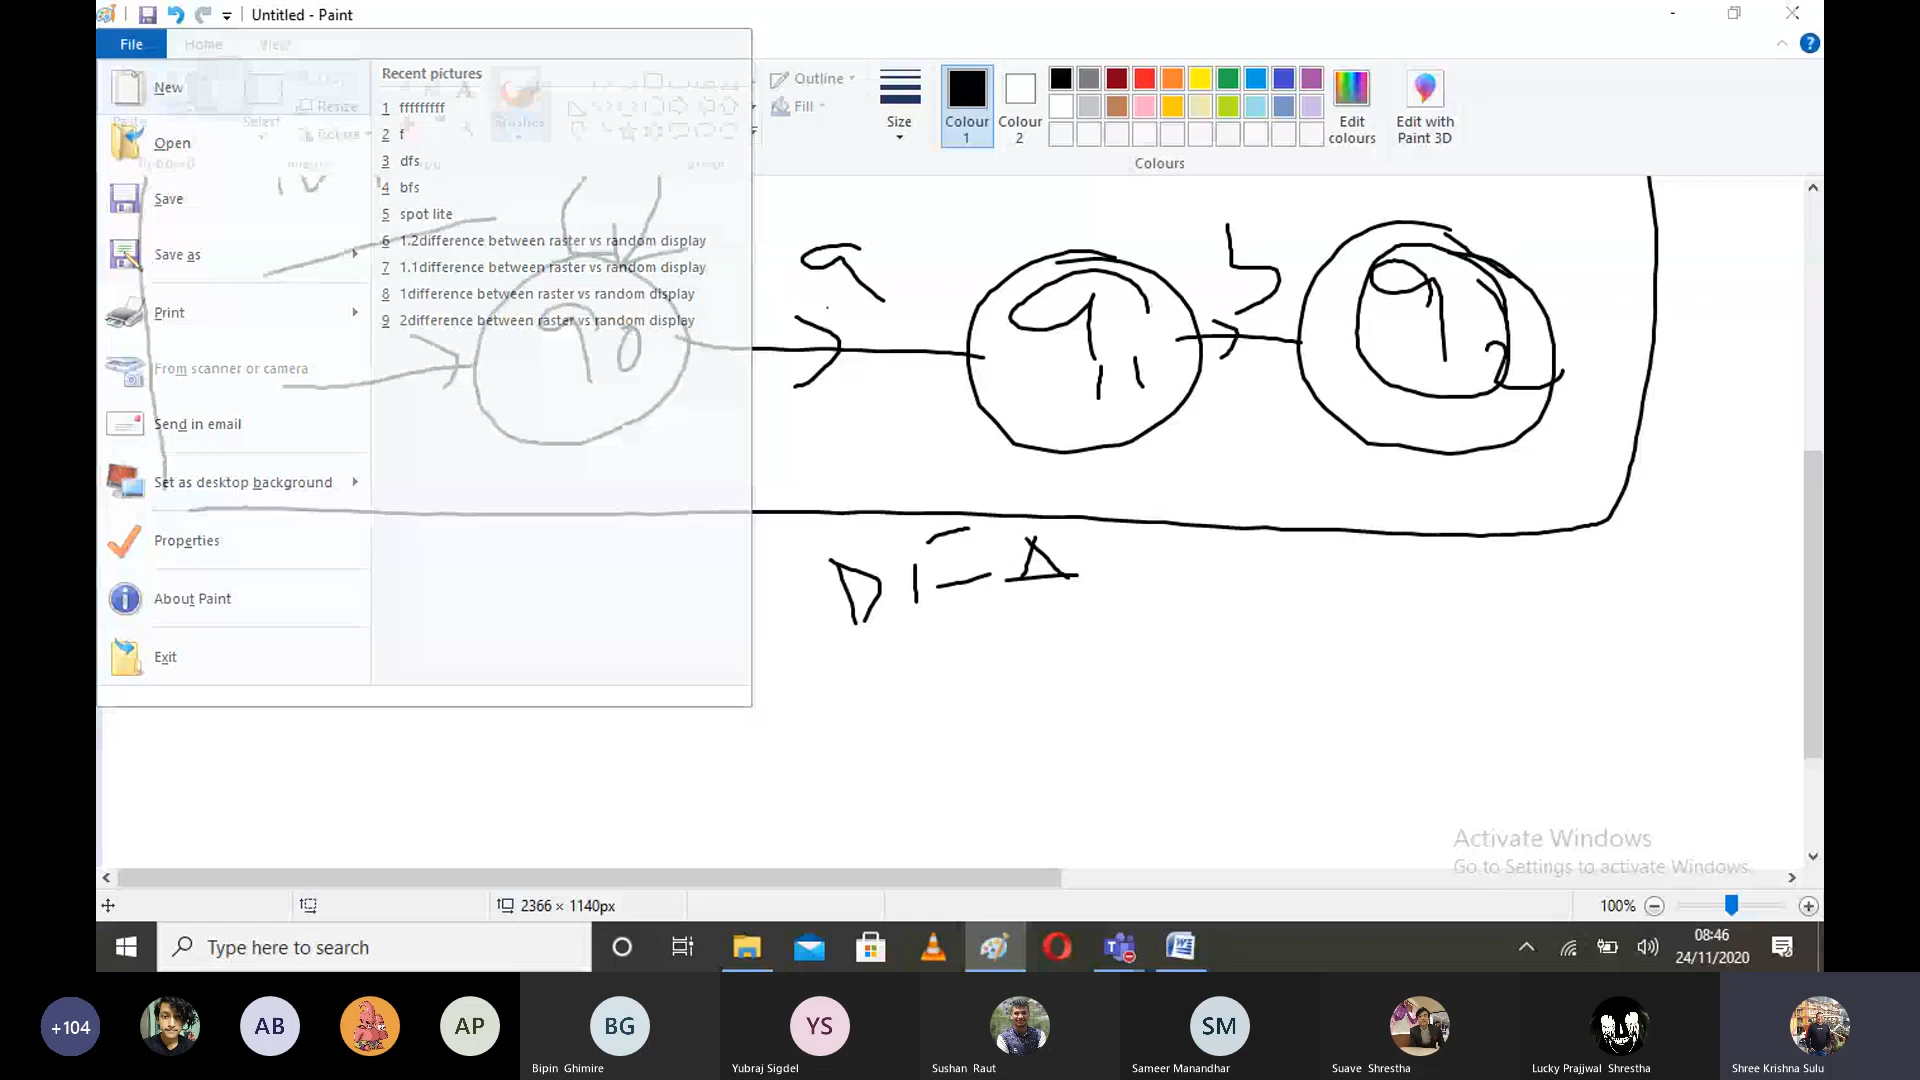 Untitled - Paint
File
Home
View
New
Open
Save
Save as
Print
From scanner or camera
Send in email
Set as desktop background
Properties
About Paint
Exit
Recent pictures
1 fffffffff
2 f
3 dfs
4 bfs
5 spot lite
6 1.2difference between raster vs random display
7 1.1difference between raster vs random display
8 1difference between raster vs random display
9 2difference between raster vs random display
Select
Resize
Brushes
Outline
Fill
Size
Colour 1
Colour 2
Edit colours
Edit with Paint 3D
Colours
q0
a
q1
b
q2
Activate Windows
Go to Settings to activate Windows.
2366 × 1140px
100%
Type here to search
08:46
24/11/2020
+104
AB
AP
BG
YS
SM
Bipin Ghimire
Yubraj Sigdel
Sushan Raut
Sameer Manandhar
Suave Shrestha
Lucky Prajjwal Shrestha
Shree Krishna Sulu